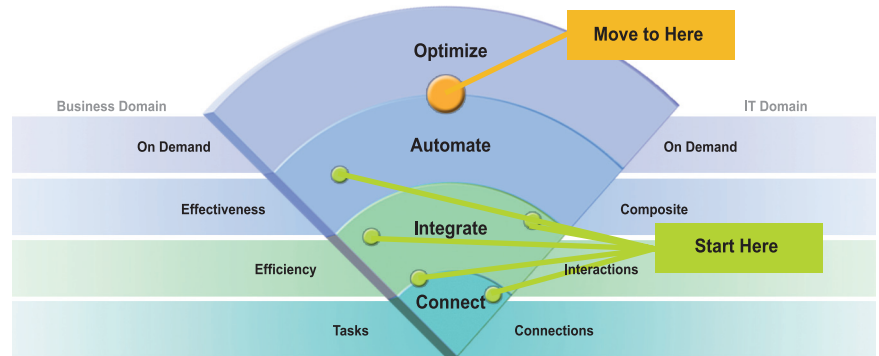 Move to Here
Optimize
Business Domain
IT Domain
On Demand
Automate
On Demand
Effectiveness
Composite
Integrate
Start Here
Efficiency
Interactions
Connect
Tasks
Connections